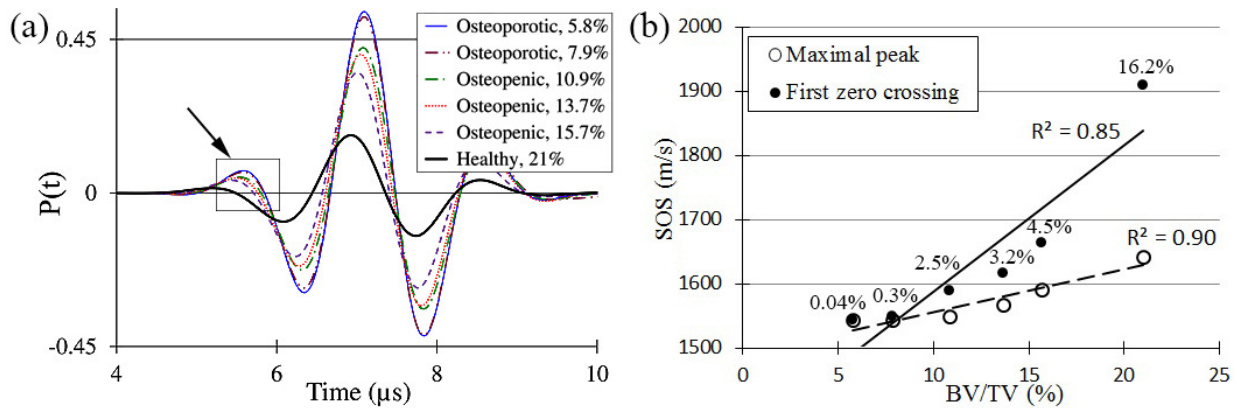 (a)
P(t)
0.45
0
-0.45
4
6
8
10
Time (μs)
Osteoporotic, 5.8%
Osteoporotic, 7.9%
Osteopenic, 10.9%
Osteopenic, 13.7%
Osteopenic, 15.7%
Healthy, 21%
(b)
SOS (m/s)
2000
1900
1800
1700
1600
1500
0
5
10
15
20
25
BV/TV (%)
Maximal peak
First zero crossing
16.2%
R² = 0.85
4.5%
R² = 0.90
3.2%
2.5%
0.3%
0.04%